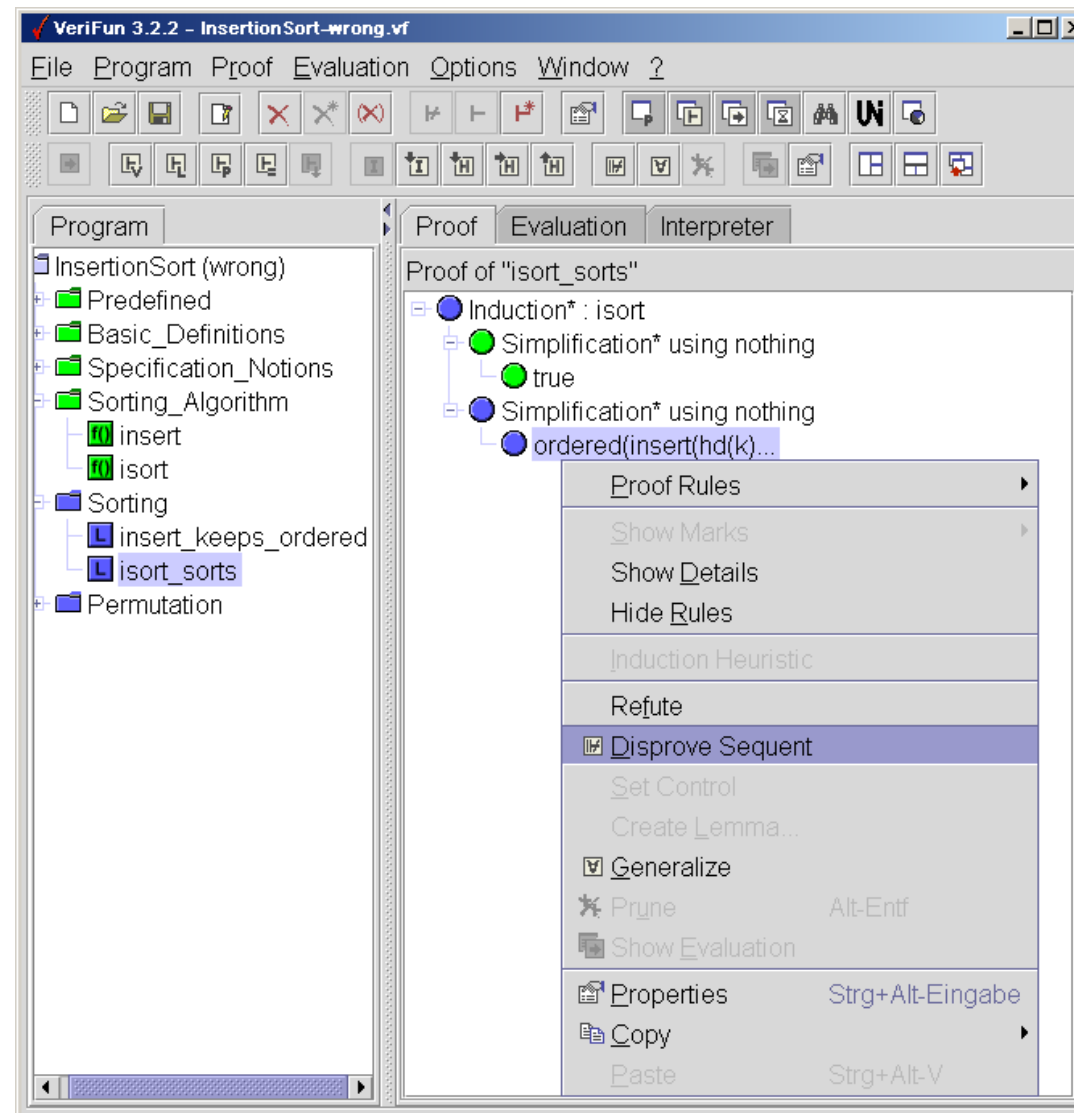 VeriFun 3.2.2 - InsertionSort-wrong.vf
File Program Proof Evaluation Options Window ?
Program
InsertionSort (wrong)
Predefined
Basic_Definitions
Specification_Notions
Sorting_Algorithm
f() insert
f() isort
Sorting
L insert_keeps_ordered
L isort_sorts
Permutation
Proof Evaluation Interpreter
Proof of "isort_sorts"
Induction* : isort
Simplification* using nothing
true
Simplification* using nothing
ordered(insert(hd(k)...
Proof Rules
Show Marks
Show Details
Hide Rules
Induction Heuristic
Refute
Disprove Sequent
Set Control
Create Lemma...
Generalize
Prune Alt-Entf
Show Evaluation
Properties Strg+Alt-Eingabe
Copy
Paste Strg+Alt-V